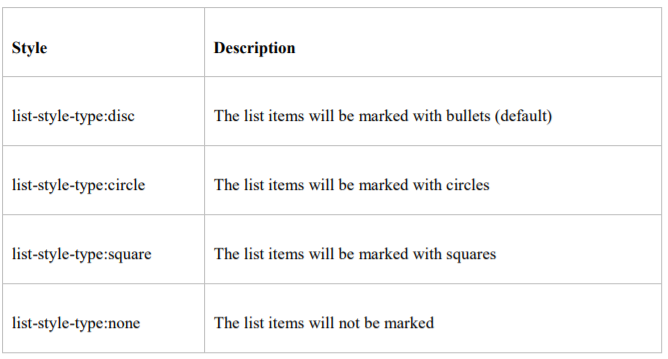 Style Description
list-style-type:disc The list items will be marked with bullets (default)
list-style-type:circle The list items will be marked with circles
list-style-type:square The list items will be marked with squares
list-style-type:none The list items will not be marked